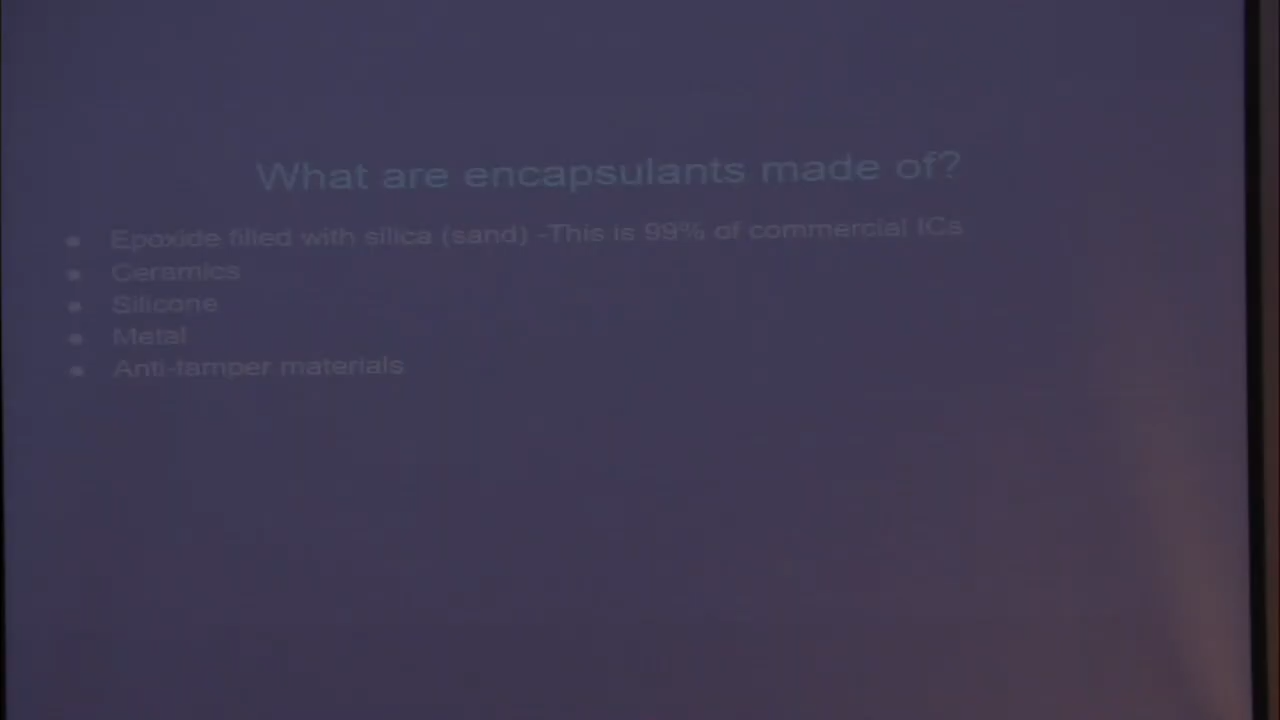 What are encapsulants made of?
● Epoxide filled with silica (sand) -This is 99% of commercial ICs
● Ceramics
● Silicone
● Metal
● Anti-tamper materials